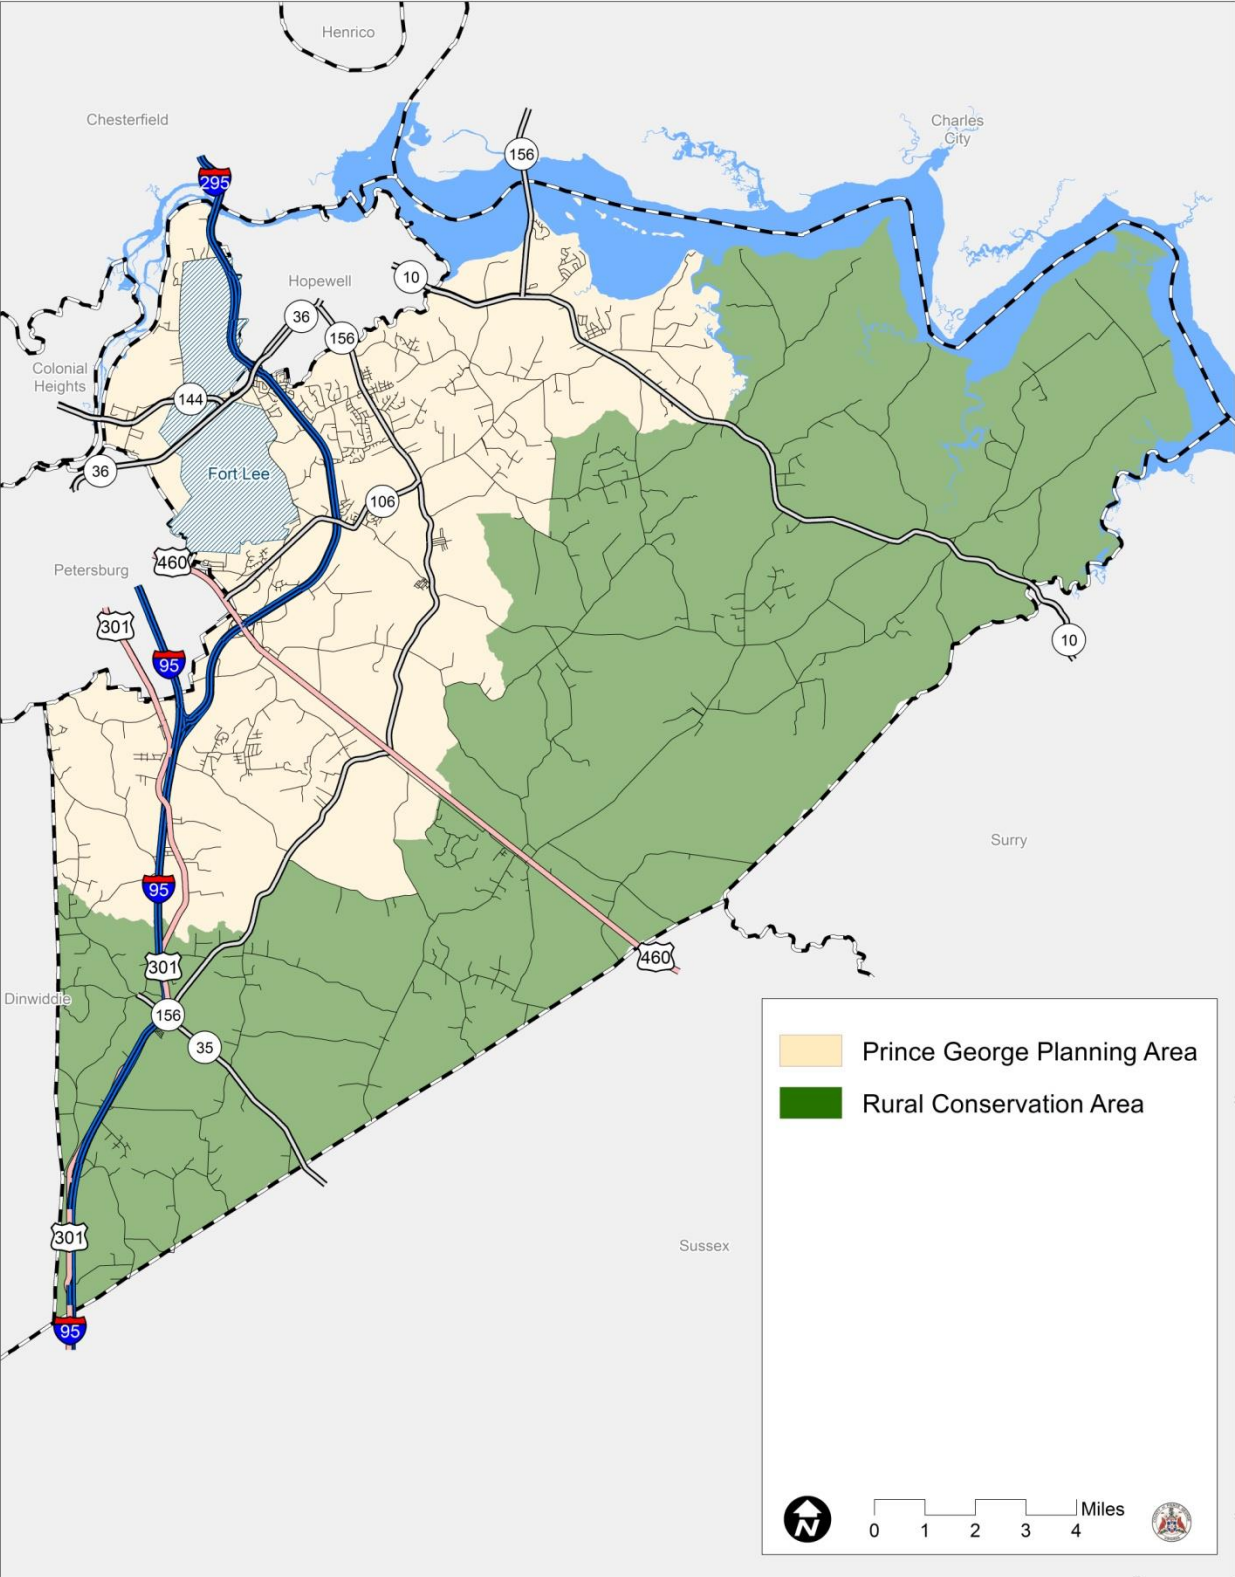 Henrico
Chesterfield
Charles
City
156
295
10
Hopewell
36
156
Colonial
Heights
144
36
Fort Lee
106
460
Petersburg
301
95
10
Surry
95
301
460
Dinwiddie
156
35
301
Sussex
95
Prince George Planning Area
Rural Conservation Area
N
Miles
0 1 2 3 4